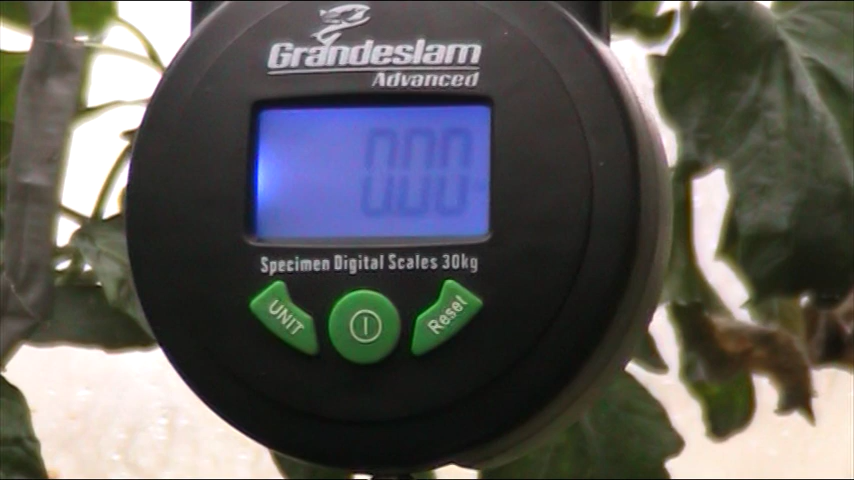 Grandeslam
Advanced
0.00
Specimen Digital Scales 30kg
UNIT
Reset